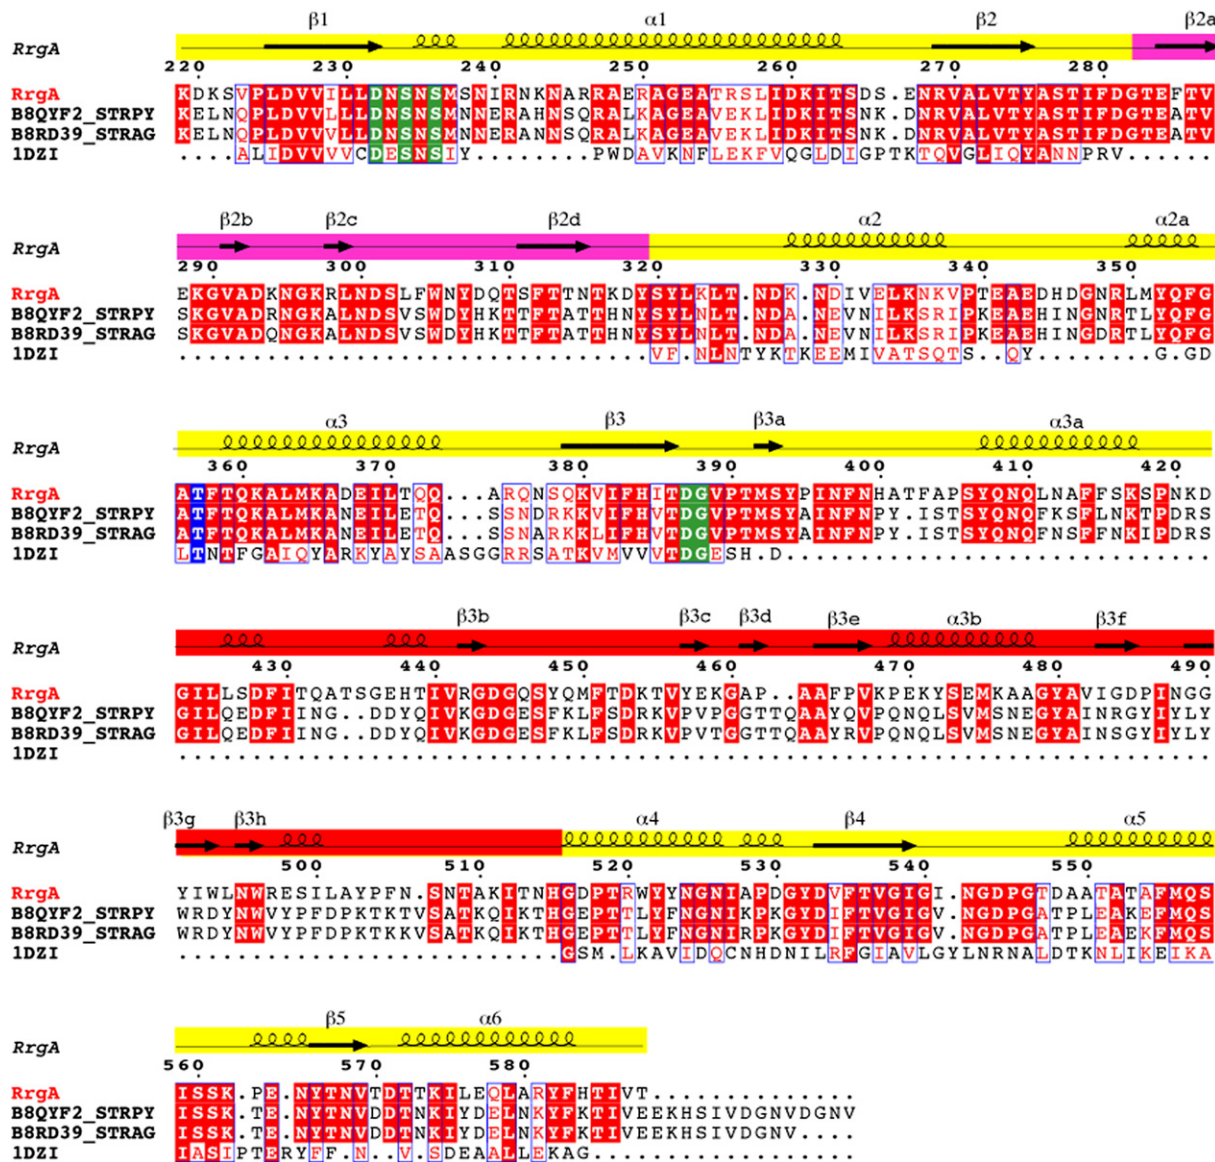 β1 α1 β2 β2a
RrgA
220 230 240 250 260 270 280
RrgA KDKSVPLDVVILLDNSNSMSNIRNKNARRAERAGEATRSLIDKITSDS.ENRVALVTYASTIFDGTEFTV
B8QYF2_STRPY KELNQPLDVVLLLDNSNSMNNERAHNSQRALKAGEAVEKLIDKITSNK.DNRVALVTYASTIFDGTEATV
B8RD39_STRAG KELNQPLDVVVLLDNSNSMNNERANNSQRALKAGEAVEKLIDKITSNK.DNRVALVTYASTIFDGTEATV
1DZI ....ALIDVVVVCDESNSIY........PWDAVKNFLEKFVQGLDIGPTKTQVGLIQYANNPRV......
β2b β2c β2d α2 α2a
RrgA
290 300 310 320 330 340 350
RrgA EKGVADKNGKRLNDSLFWNYDQTSFTTNTKDYSYLKLT.NDK.NDIVELKNKVPTEAEDHDGNRLMYQFG
B8QYF2_STRPY SKGVADRNGKALNDSVSWDYHKTTFTATTHNYSYLNLT.NDA.NEVNILKSRIPKEAEHINGNRTLYQFG
B8RD39_STRAG SKGVADQNGKALNDSVSWDYHKTTFTATTHNYSYLNLT.NDA.NEVNILKSRIPKEAEHINGDRTLYQFG
1DZI ................................VF.NLNTYKTKEEMIVATSQTS..QY........G.GD
α3 β3 β3a α3a
RrgA
360 370 380 390 400 410 420
RrgA ATFTQKALMKADEILTQQ...ARQNSQKVIFHITDGVPTMSYPINFNHATFAPSYQNQLNAFFSKSPNKD
B8QYF2_STRPY ATFTQKALMKANEILETQ...SSNDRKKVIFHVTDGVPTMSYAINFNPY.ISTSYQNQFKSFLNKTPDRS
B8RD39_STRAG ATFTQKALMKANEILETQ...SSNARKKLIFHVTDGVPTMSYAINFNPY.ISTSYQNQFNSFFNKIPDRS
1DZI LTNTFGAIQYARKYAYSAASGGRRSATKVMVVVTDGESH.D.............................
β3b β3c β3d β3e α3b β3f
RrgA
430 440 450 460 470 480 490
RrgA GILLSDFITQATSGEHTIVRGDGQSYQMFTDKTVYEKGAP..AAFPVKPEKYSEMKAAGYAVIGDPINGG
B8QYF2_STRPY GILQEDFIING..DDYQIVKGDGESFKLFSDRKVPVPGGTTQAAYQVPQNQLSVMSNEGYAINRGYIYLY
B8RD39_STRAG GILQEDFIING..DDYQIVKGDGESFKLFSDRKVPVTGGTTQAAYRVPQNQLSVMSNEGYAINSGYIYLY
1DZI ......................................................................
β3g β3h α4 β4 α5
RrgA
500 510 520 530 540 550
RrgA YIWLNWRESILAYPFN.SNTAKITNHGDPTRWYYNGNIAPDGYDVFTVGIGI.NGDPGTDAATATAFMQS
B8QYF2_STRPY WRDYNWVYPFDPKTKTVSATKQIKTHGEPTTLYFNGNIKPKGYDIFTVGIGV.NGDPGATPLEAKEFMQS
B8RD39_STRAG WRDYNWVYPFDPKTKKVSATKQIKTHGEPTTLYFNGNIRPKGYDIFTVGIGV.NGDPGATPLEAEKFMQS
1DZI ..........................GSM.LKAVIDQCNHDNILRFGIAVLGYLNRNALDTKNLIKEIKA
β5 α6
RrgA
560 570 580
RrgA ISSK.PE.NYTNVTDTTKILEQLARYFHTIVT.............
B8QYF2_STRPY ISSK.TE.NYTNVDDTNKIYDELNKYFKTIVEEKHSIVDGNVDGNV
B8RD39_STRAG ISSK.TE.NYTNVDDTNKIYDELNKYFKTIVEEKHSIVDGNV....
1DZI IASIPTERYFF.N..V.SDEAALLEKAG..................